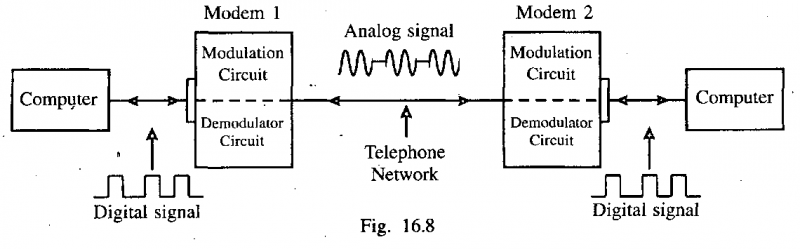 Modem 1
Modem 2
Analog signal
Modulation
Circuit
Modulation
Circuit
Computer
Computer
Demodulator
Circuit
Demodulator
Circuit
Telephone
Network
Digital signal
Digital signal
Fig. 16.8